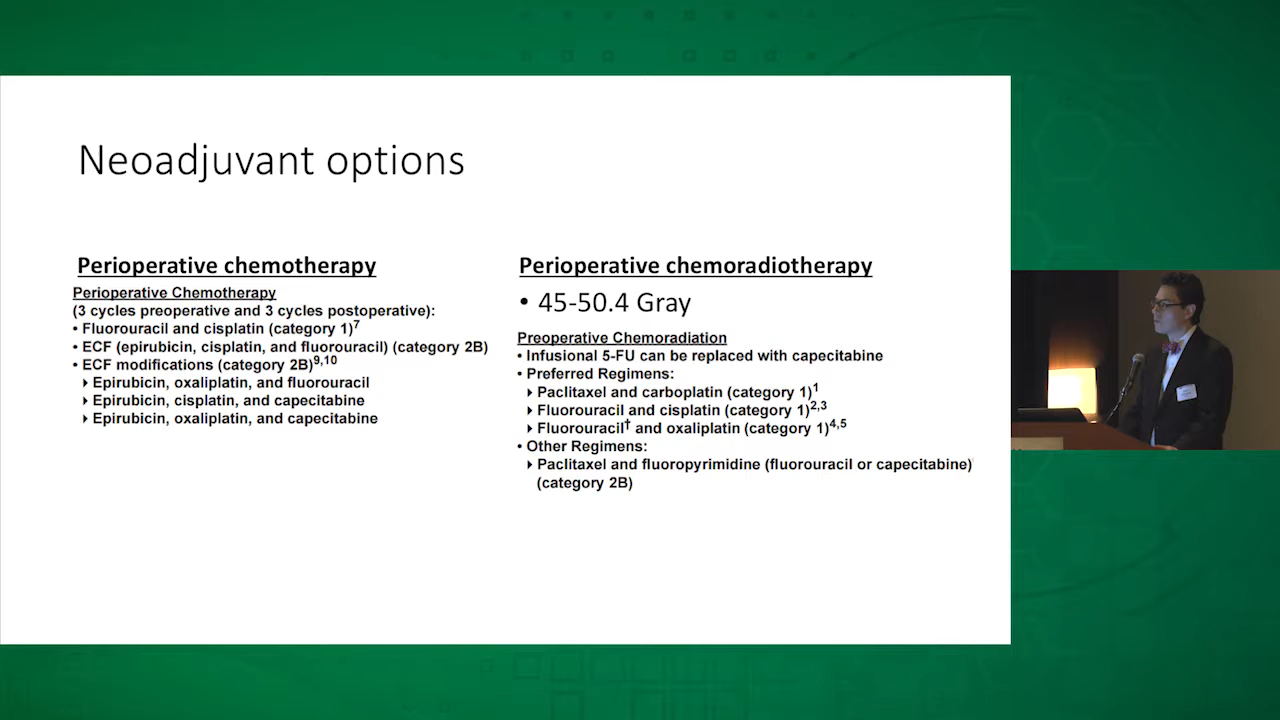 Neoadjuvant options
Perioperative chemotherapy
Perioperative Chemotherapy
(3 cycles preoperative and 3 cycles postoperative):
• Fluorouracil and cisplatin (category 1)7
• ECF (epirubicin, cisplatin, and fluorouracil) (category 2B)
• ECF modifications (category 2B)9,10
Epirubicin, oxaliplatin, and fluorouracil
Epirubicin, cisplatin, and capecitabine
Epirubicin, oxaliplatin, and capecitabine
Perioperative chemoradiotherapy
• 45-50.4 Gray
Preoperative Chemoradiation
• Infusional 5-FU can be replaced with capecitabine
• Preferred Regimens:
Paclitaxel and carboplatin (category 1)1
Fluorouracil and cisplatin (category 1)2,3
Fluorouracil† and oxaliplatin (category 1)4,5
• Other Regimens:
Paclitaxel and fluoropyrimidine (fluorouracil or capecitabine)
(category 2B)